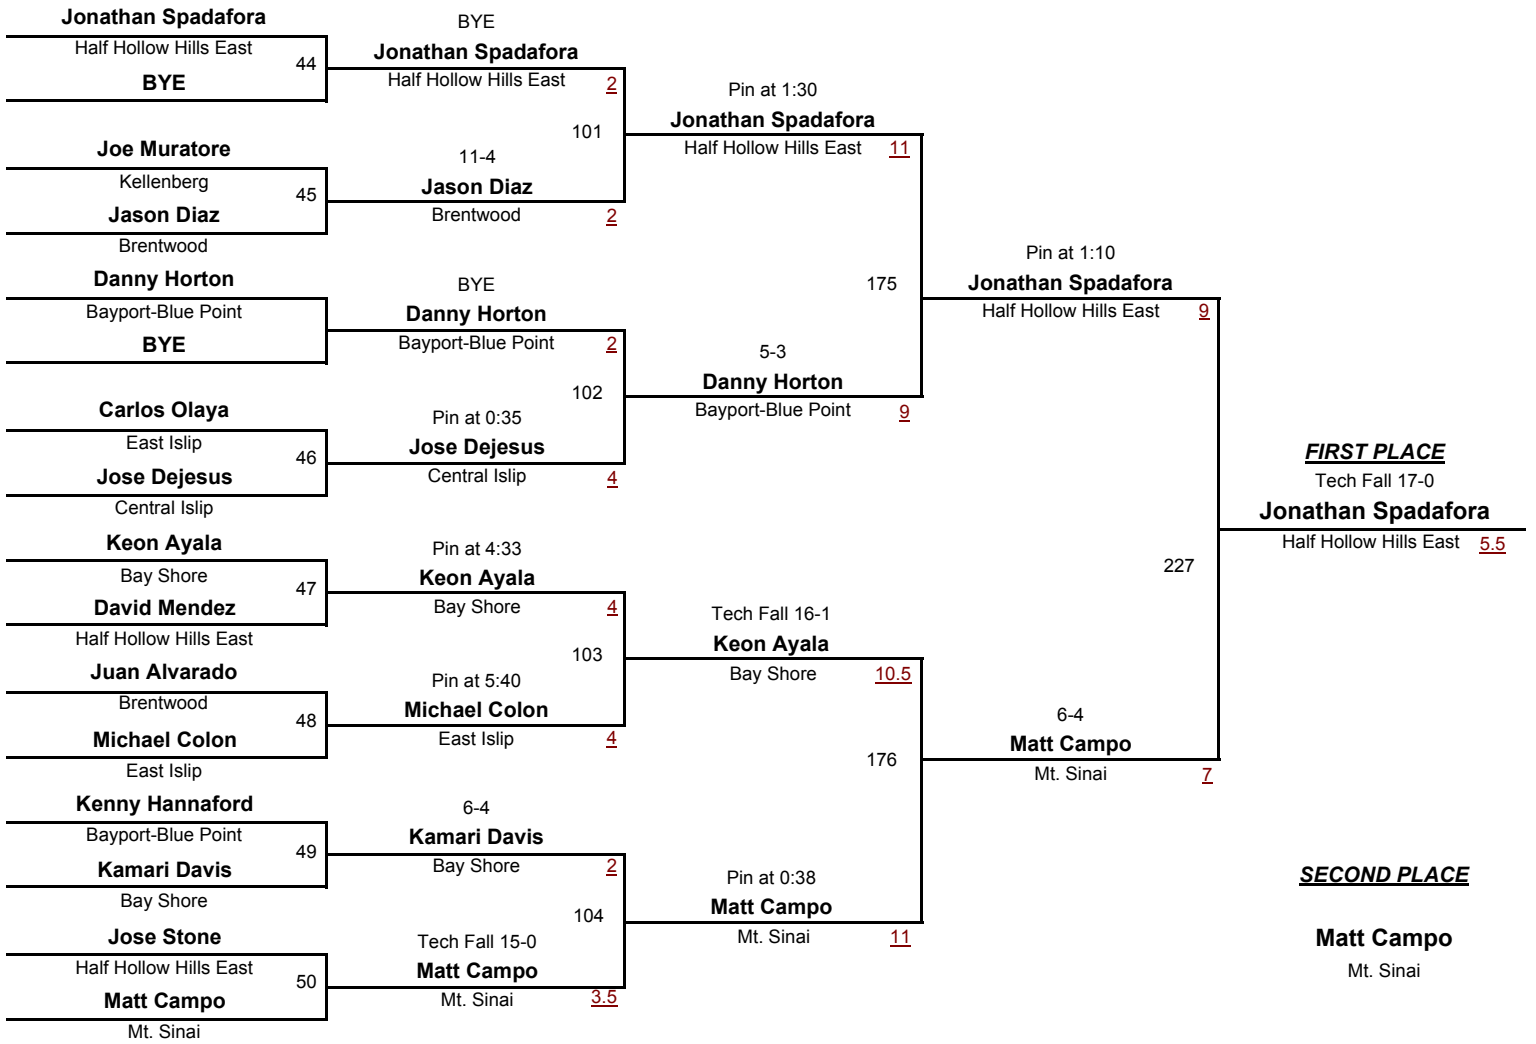 Jonathan Spadafora
Half Hollow Hills East
44
BYE
Joe Muratore
Kellenberg
45
Jason Diaz
Brentwood
Danny Horton
Bayport-Blue Point
BYE
Carlos Olaya
East Islip
46
Jose Dejesus
Central Islip
Keon Ayala
Bay Shore
47
David Mendez
Half Hollow Hills East
Juan Alvarado
Brentwood
48
Michael Colon
East Islip
Kenny Hannaford
Bayport-Blue Point
49
Kamari Davis
Bay Shore
Jose Stone
Half Hollow Hills East
50
Matt Campo
Mt. Sinai
BYE
Jonathan Spadafora
Half Hollow Hills East 2
101
11-4
Jason Diaz
Brentwood 2
BYE
Danny Horton
Bayport-Blue Point 2
102
Pin at 0:35
Jose Dejesus
Central Islip 4
Pin at 4:33
Keon Ayala
Bay Shore 4
103
Pin at 5:40
Michael Colon
East Islip 4
6-4
Kamari Davis
Bay Shore 2
104
Tech Fall 15-0
Matt Campo
Mt. Sinai 3.5
Pin at 1:30
Jonathan Spadafora
Half Hollow Hills East 11
175
5-3
Danny Horton
Bayport-Blue Point 9
Tech Fall 16-1
Keon Ayala
Bay Shore 10.5
176
Pin at 0:38
Matt Campo
Mt. Sinai 11
Pin at 1:10
Jonathan Spadafora
Half Hollow Hills East 9
227
6-4
Matt Campo
Mt. Sinai 7
FIRST PLACE
Tech Fall 17-0
Jonathan Spadafora
Half Hollow Hills East 5.5
SECOND PLACE
Matt Campo
Mt. Sinai